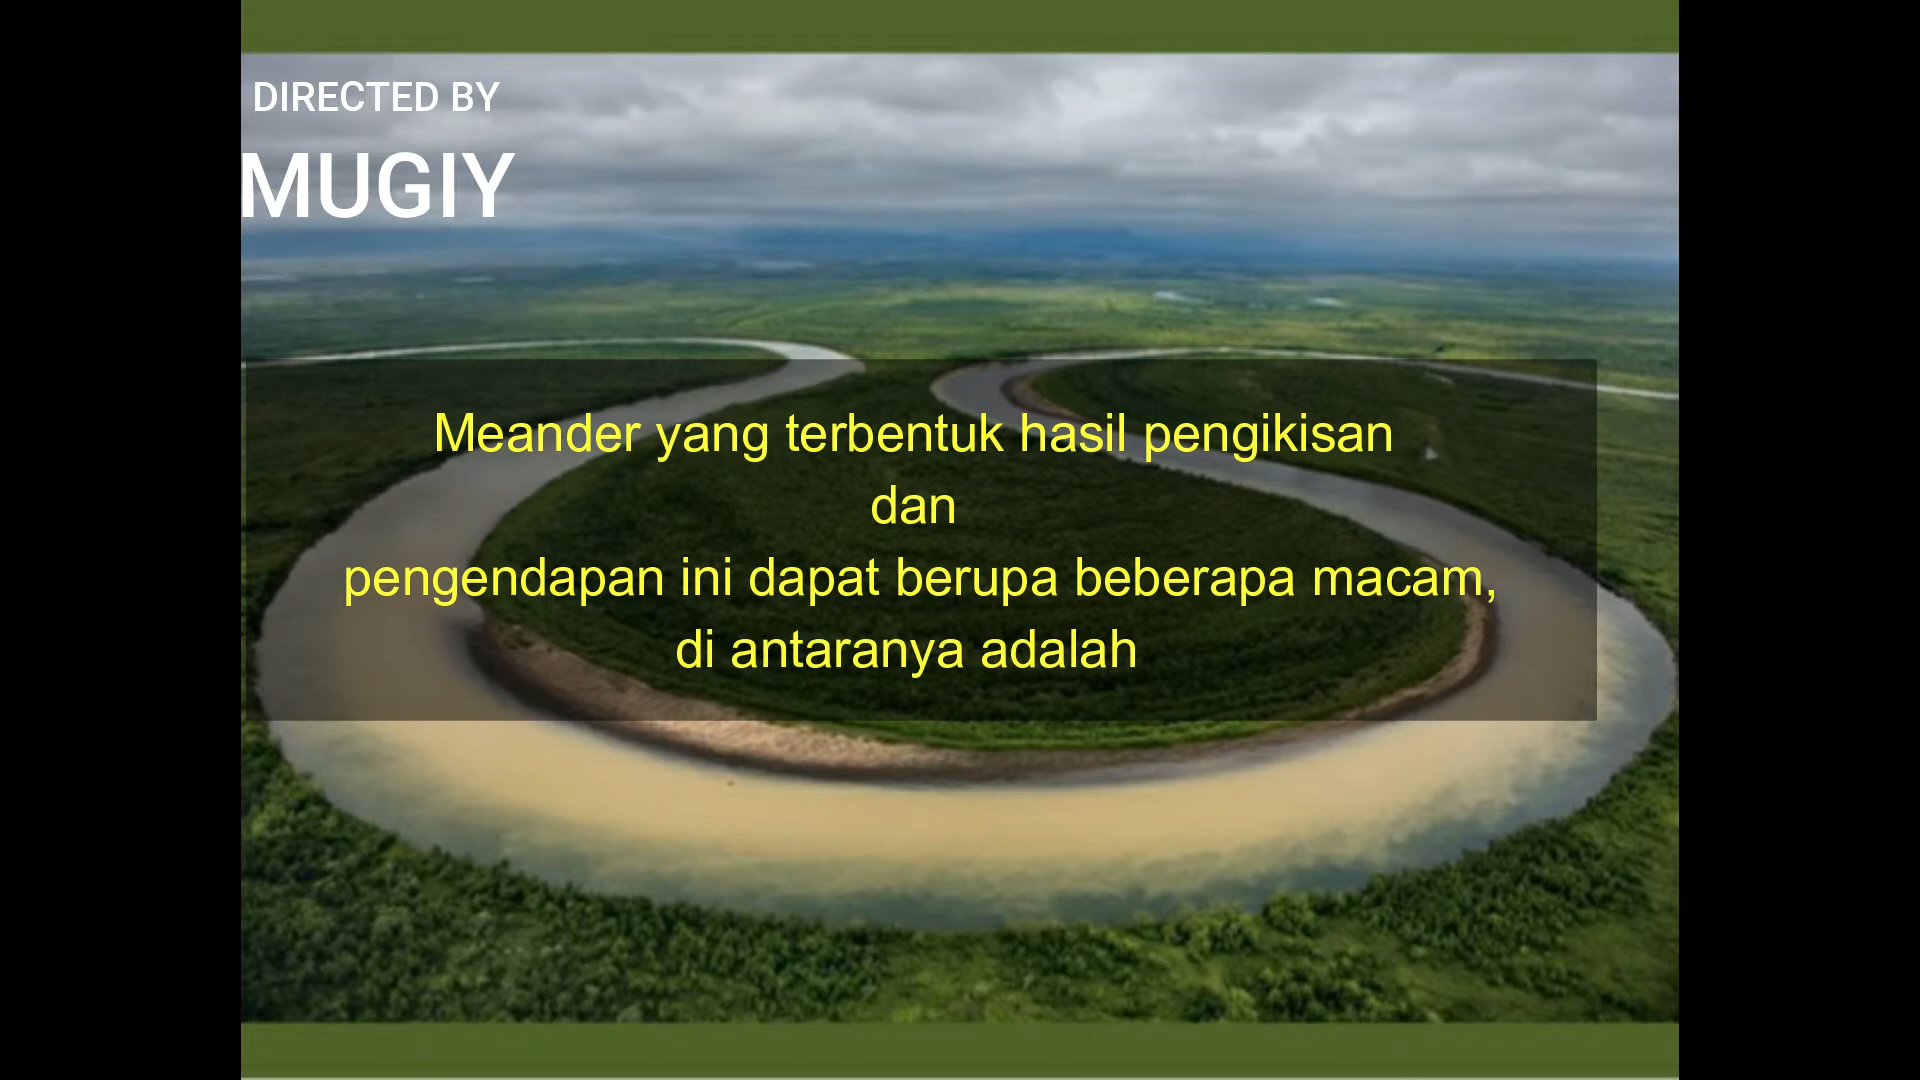 DIRECTED BY
MUGIY
Meander yang terbentuk hasil pengikisan
dan
pengendapan ini dapat berupa beberapa macam,
di antaranya adalah